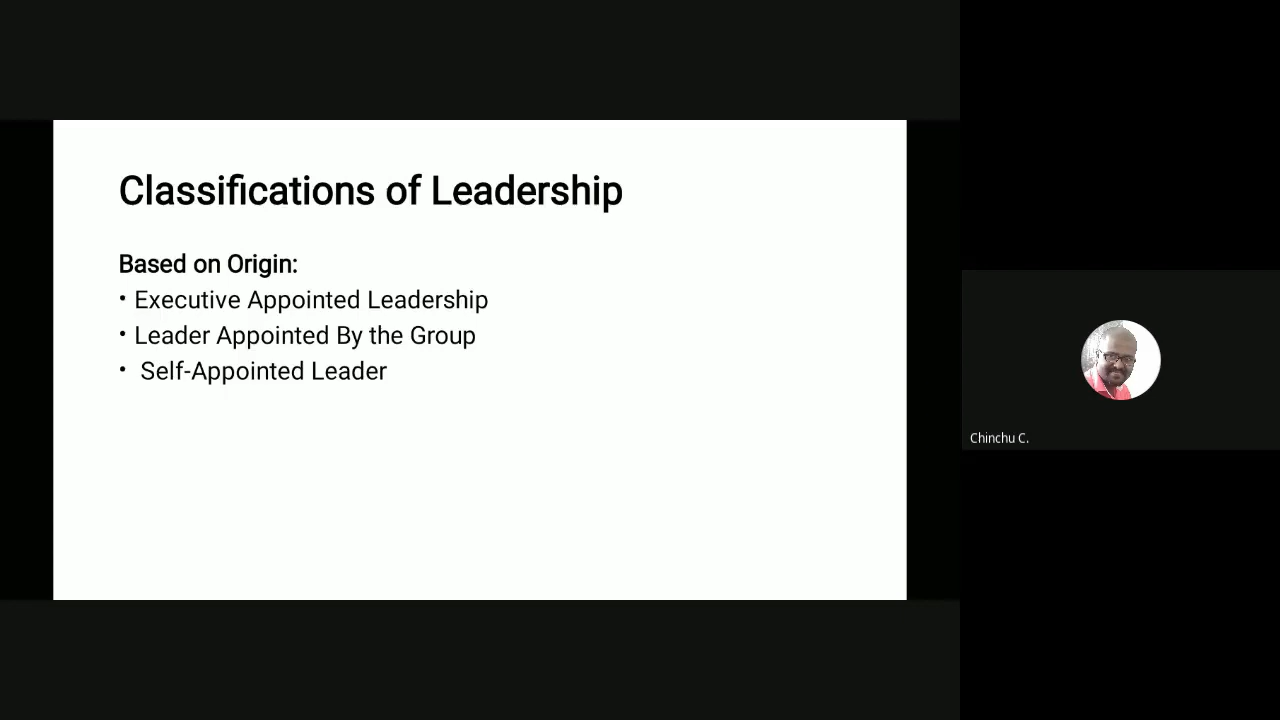 Classifications of Leadership
Based on Origin:
• Executive Appointed Leadership
• Leader Appointed By the Group
• Self-Appointed Leader
Chinchu C.